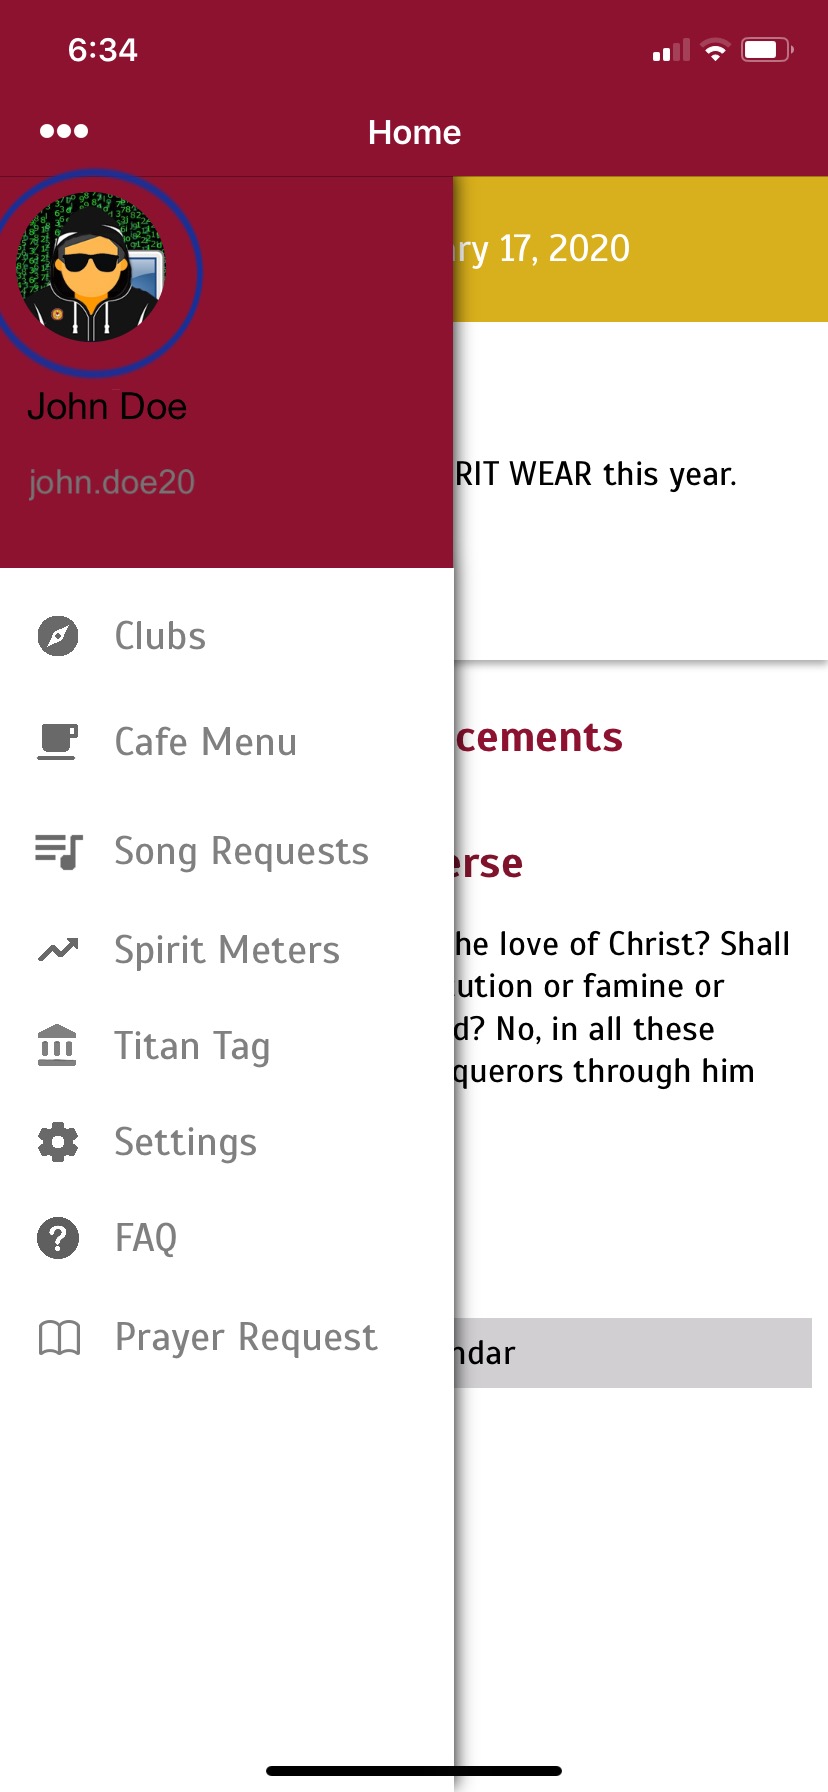 6:34
Home
ry 17, 2020
John Doe
john.doe20
RIT WEAR this year.
Clubs
Cafe Menu
cements
Song Requests
erse
Spirit Meters
he love of Christ? Shall
ution or famine or
Titan Tag
d? No, in all these
querors through him
Settings
FAQ
Prayer Request
ndar